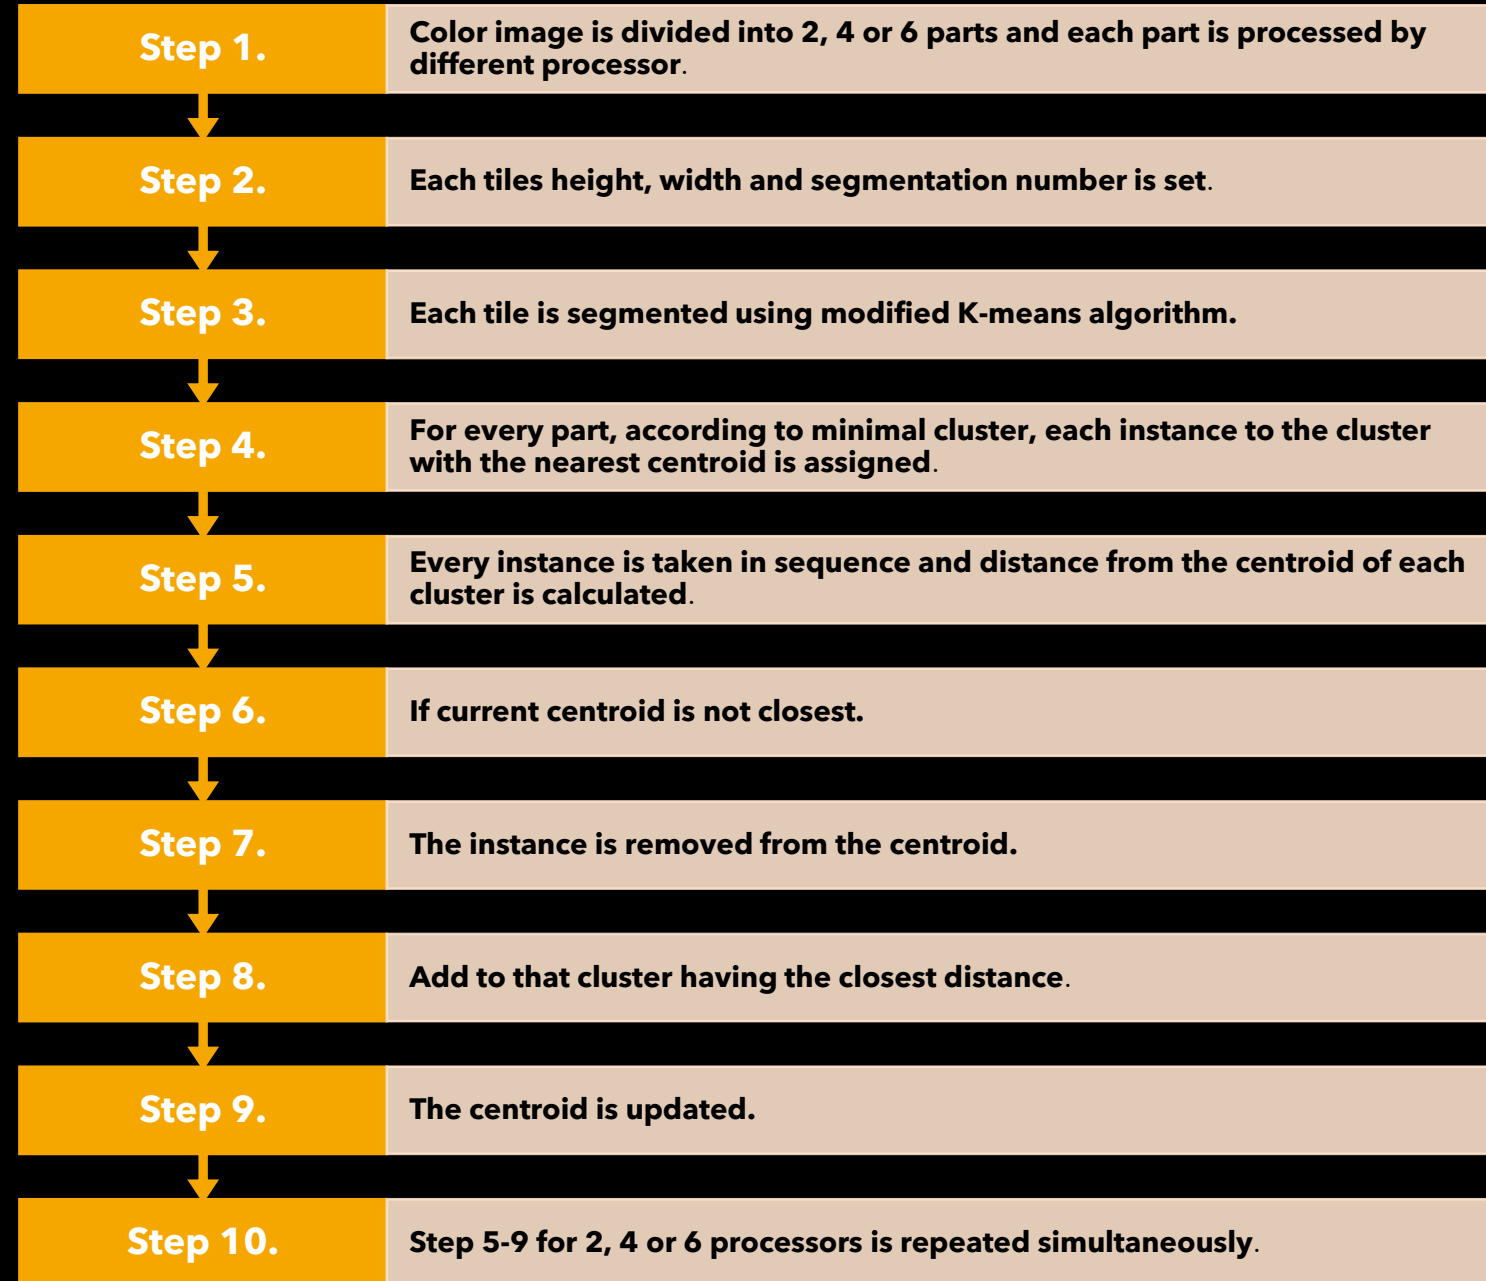 Step 1.
Color image is divided into 2, 4 or 6 parts and each part is processed by
different processor.
Step 2.
Each tiles height, width and segmentation number is set.
Step 3.
Each tile is segmented using modified K-means algorithm.
Step 4.
For every part, according to minimal cluster, each instance to the cluster
with the nearest centroid is assigned.
Step 5.
Every instance is taken in sequence and distance from the centroid of each
cluster is calculated.
Step 6.
If current centroid is not closest.
Step 7.
The instance is removed from the centroid.
Step 8.
Add to that cluster having the closest distance.
Step 9.
The centroid is updated.
Step 10.
Step 5-9 for 2, 4 or 6 processors is repeated simultaneously.